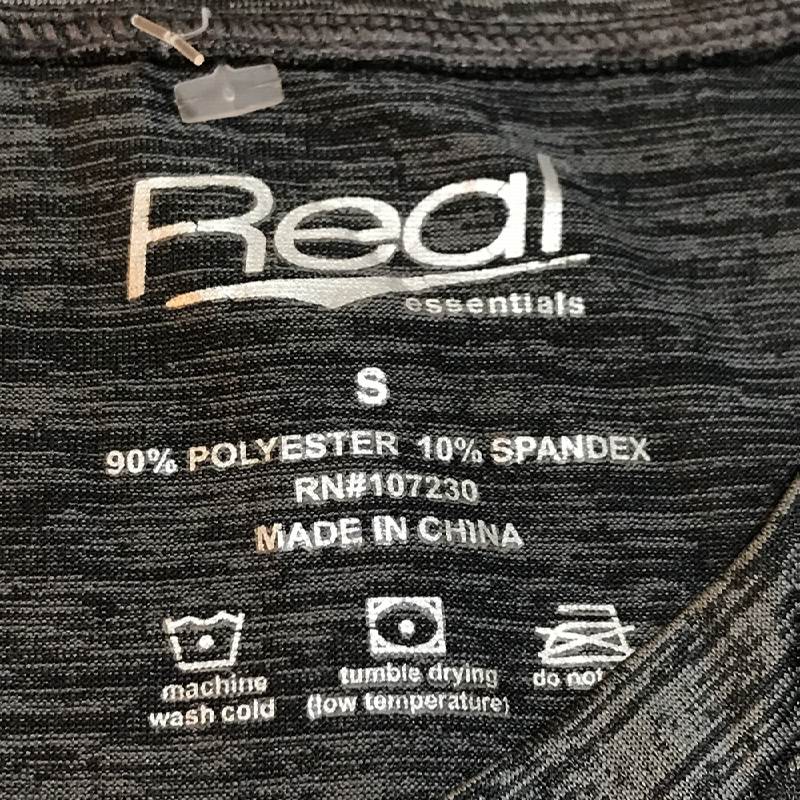 Real
essentials
S
90% POLYESTER 10% SPANDEX
RN#107230
MADE IN CHINA
machine
wash cold
tumble drying
(low temperature)
do not